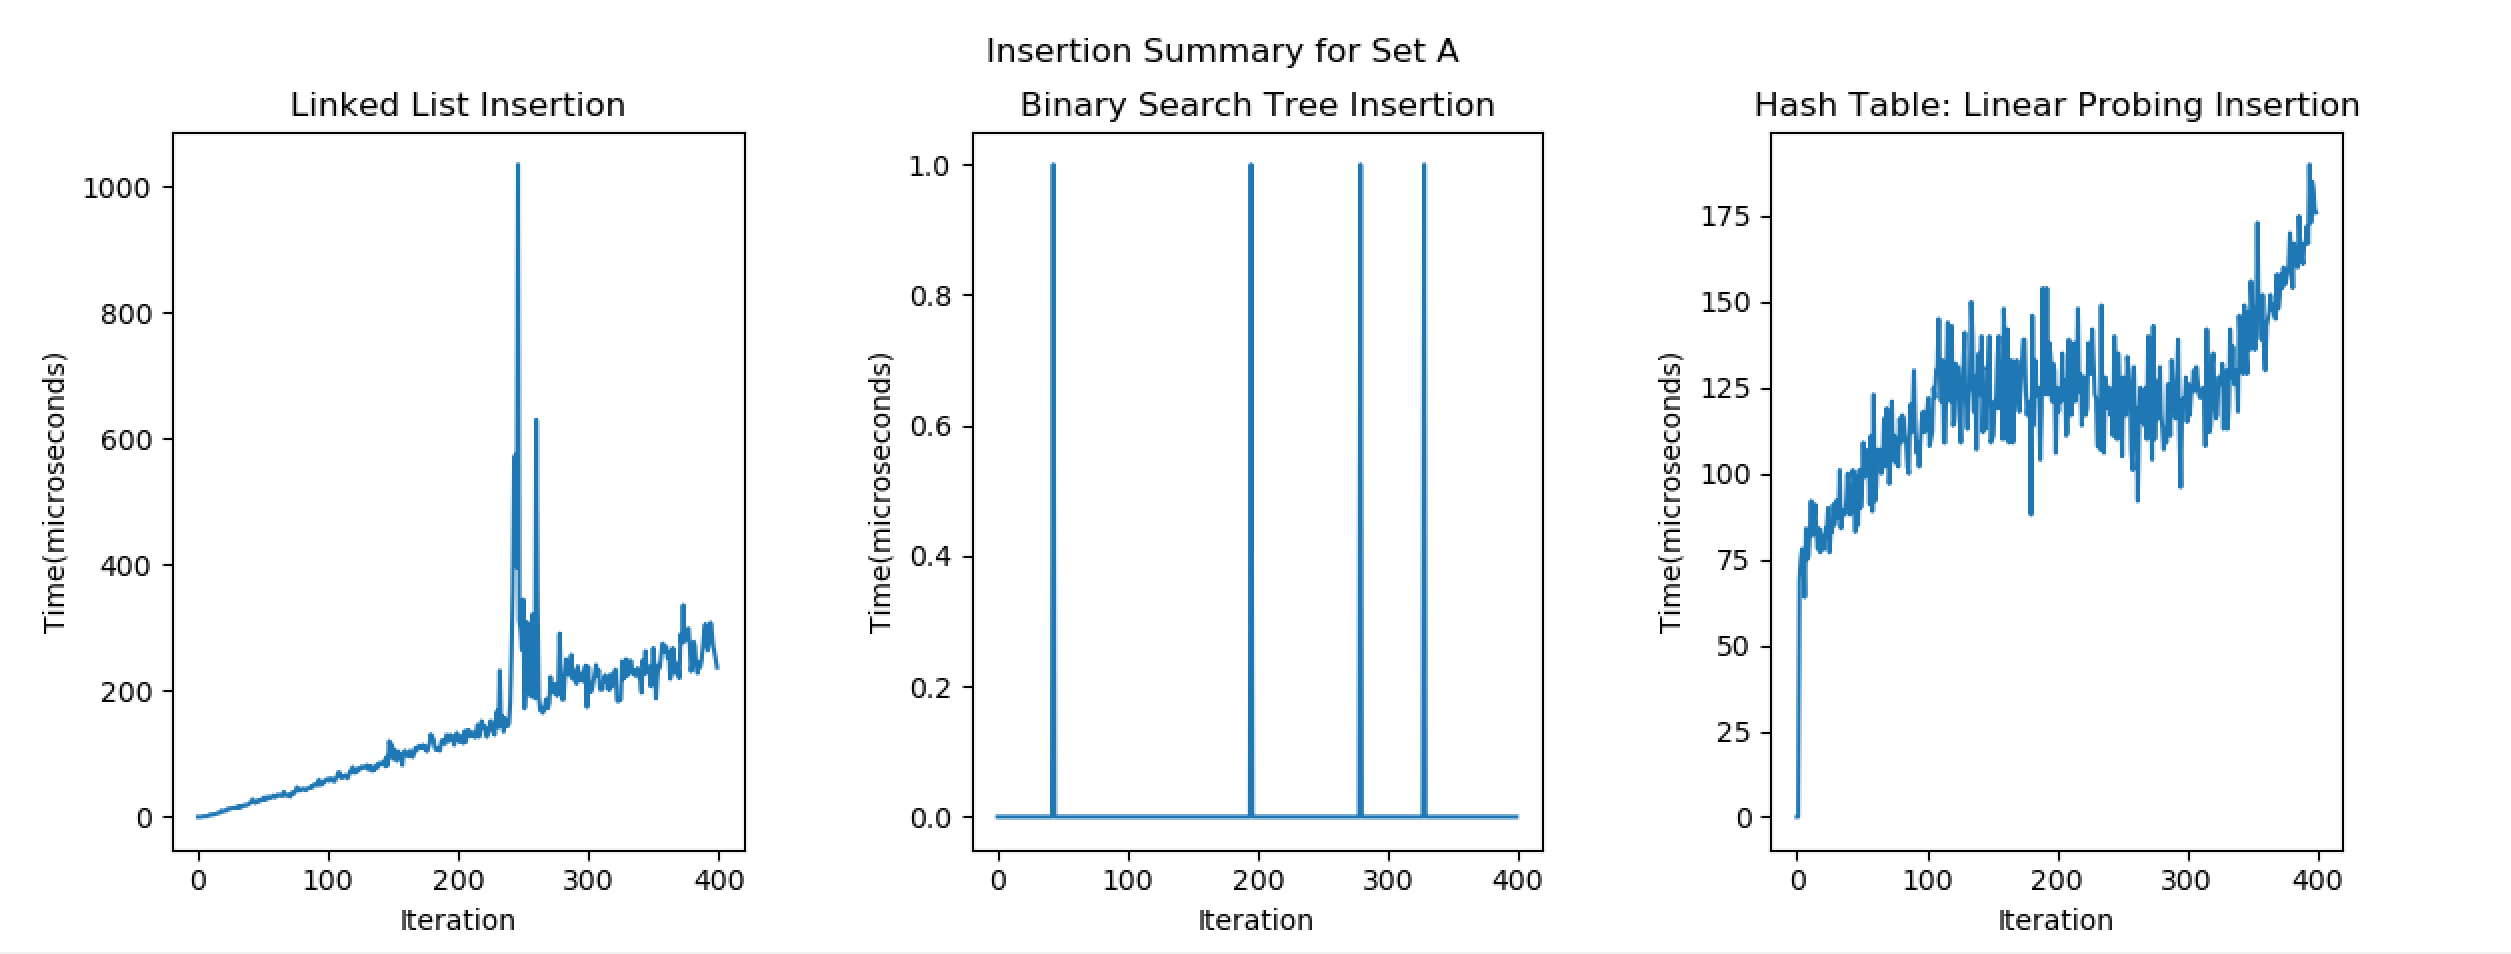 Insertion Summary for Set A
Linked List Insertion
1000
800
600
400
200
0
Time(microseconds)
0 100 200 300 400
Iteration
Binary Search Tree Insertion
1.0
0.8
0.6
0.4
0.2
0.0
Time(microseconds)
0 100 200 300 400
Iteration
Hash Table: Linear Probing Insertion
175
150
125
100
75
50
25
0
Time(microseconds)
0 100 200 300 400
Iteration